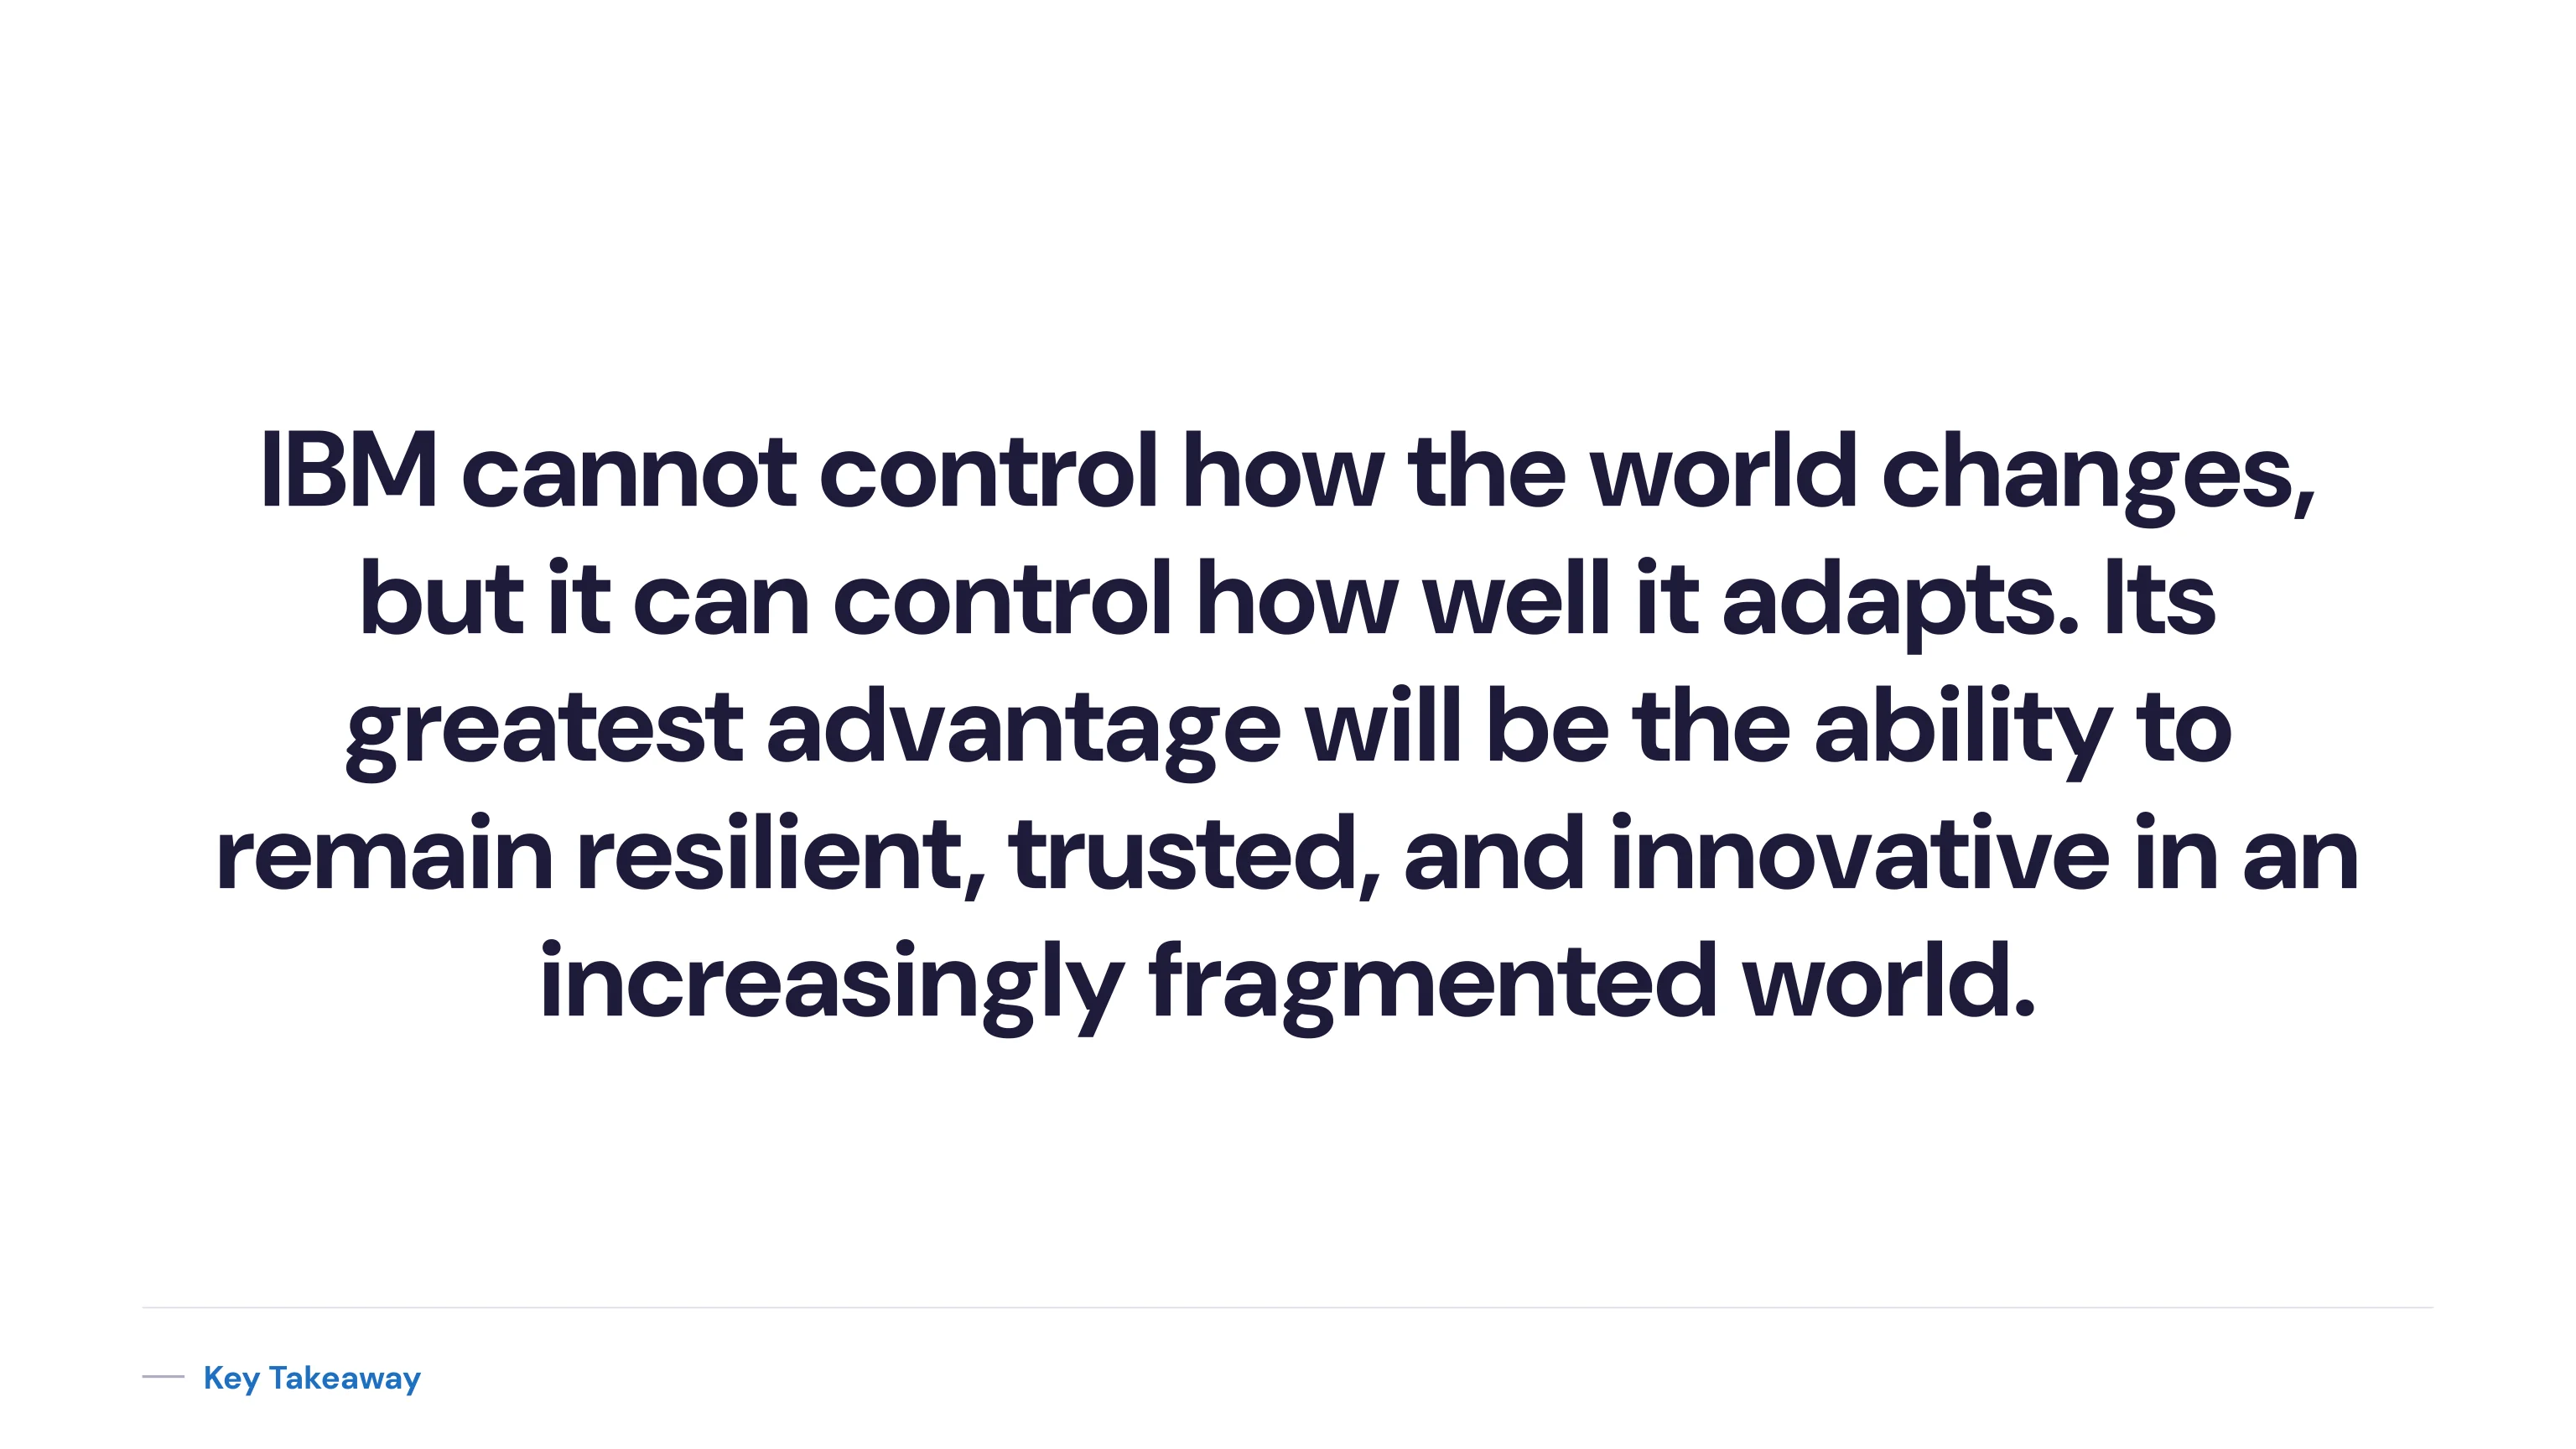 IBM cannot control how the world changes,
but it can control how well it adapts. Its
greatest advantage will be the ability to
remain resilient, trusted, and innovative in an
increasingly fragmented world.
Key Takeaway